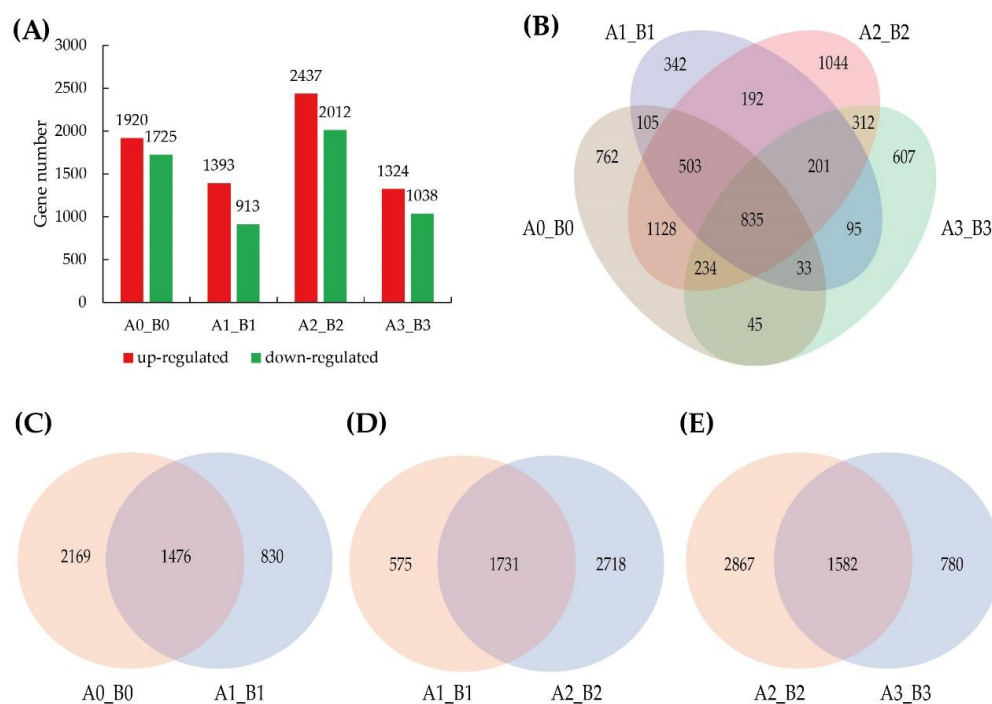 (A)
Gene number
3000
2500
2000
1500
1000
500
0
1920
1725
1393
913
2437
2012
1324
1038
A0_B0
A1_B1
A2_B2
A3_B3
up-regulated
down-regulated
(B)
A1_B1
A2_B2
342
1044
192
105
312
762
503
201
607
A0_B0
1128
835
95
A3_B3
234
33
45
(C)
2169
1476
830
A0_B0
A1_B1
(D)
575
1731
2718
A1_B1
A2_B2
(E)
2867
1582
780
A2_B2
A3_B3